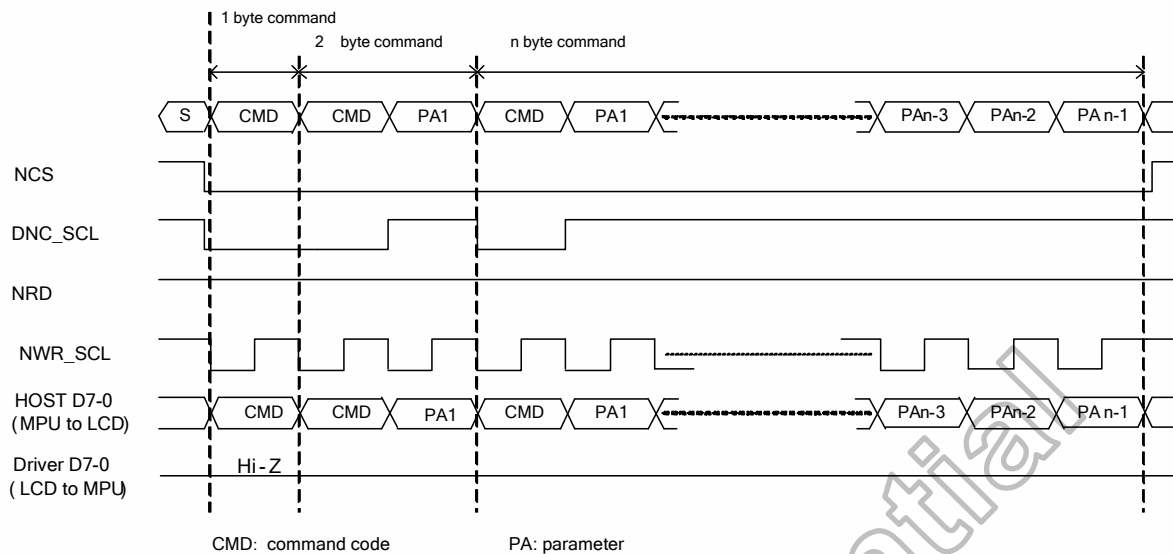 1 byte command
2 byte command
n byte command
S CMD CMD PA1 CMD PA1 PAn-3 PAn-2 PA n-1
NCS
DNC_SCL
NRD
NWR_SCL
HOST D7-0
(MPU to LCD)
CMD CMD PA1 CMD PA1 PAn-3 PAn-2 PA n-1
Driver D7-0
( LCD to MPU)
Hi-Z
CMD: command code PA: parameter
ntial